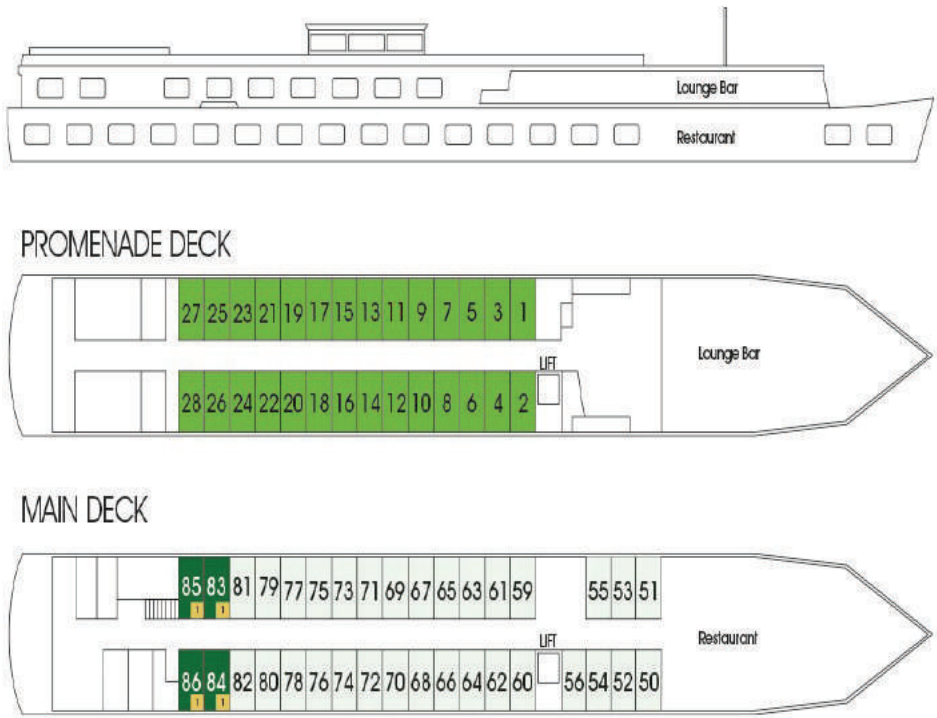 Lounge Bar
Restaurant
PROMENADE DECK
27 25 23 21 19 17 15 13 11 9 7 5 3 1
Lounge Bar
LIFT
28 26 24 22 20 18 16 14 12 10 8 6 4 2
MAIN DECK
85 83 81 79 77 75 73 71 69 67 65 63 61 59 55 53 51
1 1
Restaurant
LIFT
86 84 82 80 78 76 74 72 70 68 66 64 62 60 56 54 52 50
1 1